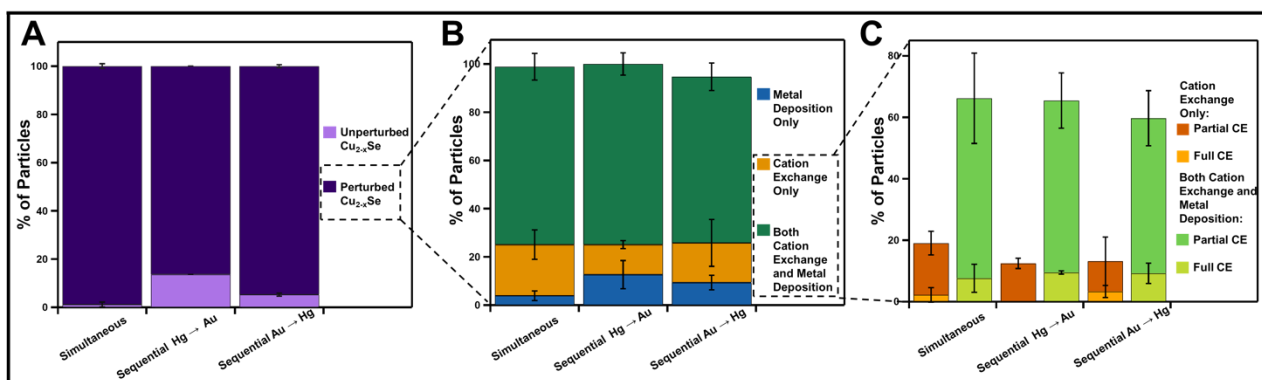 A
% of Particles
100
80
60
40
20
0
Simultaneous
Sequential Hg → Au
Sequential Au → Hg
Unperturbed
Cu2-xSe
Perturbed
Cu2-xSe
B
% of Particles
100
80
60
40
20
0
Simultaneous
Sequential Hg → Au
Sequential Au → Hg
Metal
Deposition
Only
Cation
Exchange
Only
Both
Cation
Exchange
and Metal
Deposition
C
% of Particles
80
60
40
20
0
Simultaneous
Sequential Hg → Au
Sequential Au → Hg
Cation
Exchange
Only:
Partial CE
Full CE
Both Cation
Exchange and
Metal
Deposition:
Partial CE
Full CE